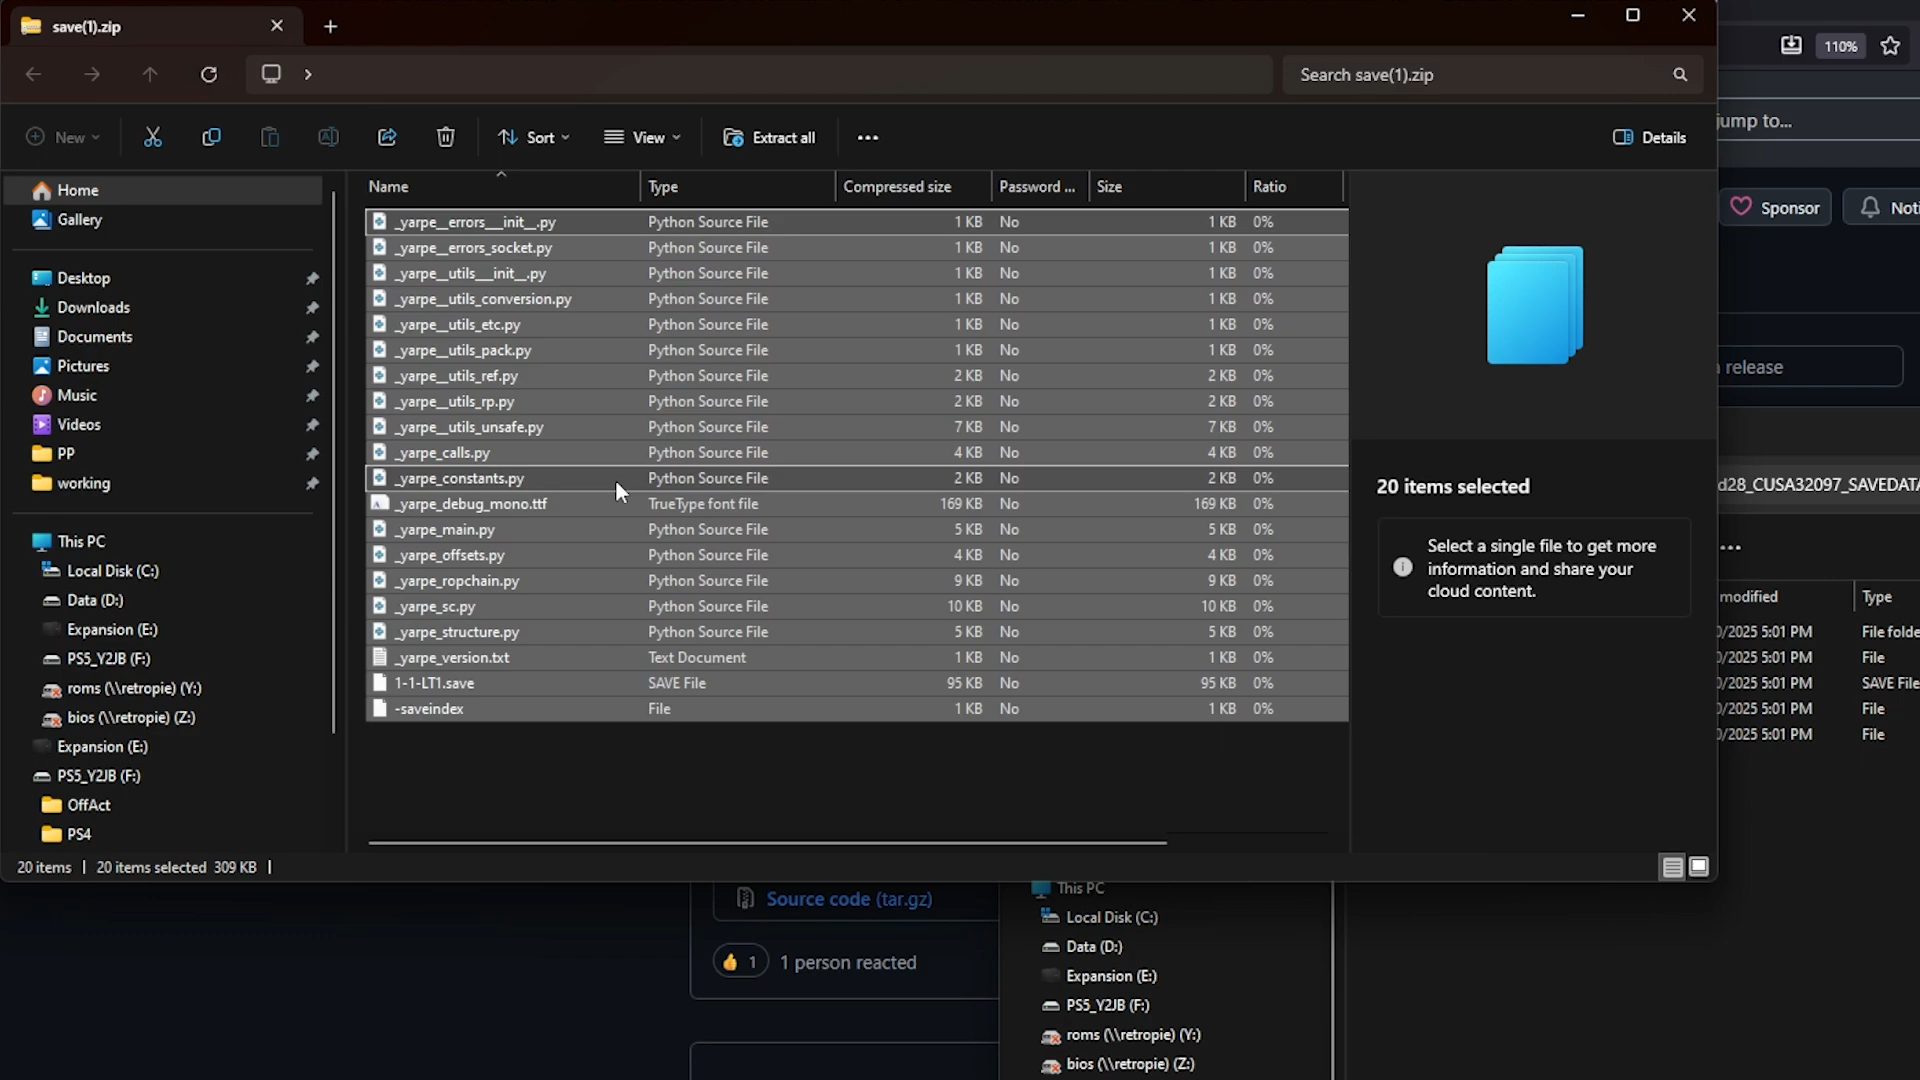 save(1).zip
110%
Search save(1).zip
New
Sort
View
Extract all
Details
jump to...
Home
Gallery
Desktop
Downloads
Documents
Pictures
Music
Videos
PP
working
This PC
Local Disk (C:)
Data (D:)
Expansion (E:)
PS5_Y2JB (F:)
roms (\\retropie) (Y:)
bios (\\retropie) (Z:)
Expansion (E:)
PS5_Y2JB (F:)
OffAct
PS4
Name Type Compressed size Password ... Size Ratio
_yarpe__errors___init__.py Python Source File 1 KB No 1 KB 0%
_yarpe__errors_socket.py Python Source File 1 KB No 1 KB 0%
_yarpe__utils___init__.py Python Source File 1 KB No 1 KB 0%
_yarpe__utils_conversion.py Python Source File 1 KB No 1 KB 0%
_yarpe__utils_etc.py Python Source File 1 KB No 1 KB 0%
_yarpe__utils_pack.py Python Source File 1 KB No 1 KB 0%
_yarpe__utils_ref.py Python Source File 2 KB No 2 KB 0%
_yarpe__utils_rp.py Python Source File 2 KB No 2 KB 0%
_yarpe__utils_unsafe.py Python Source File 7 KB No 7 KB 0%
_yarpe_calls.py Python Source File 4 KB No 4 KB 0%
_yarpe_constants.py Python Source File 2 KB No 2 KB 0%
_yarpe_debug_mono.ttf TrueType font file 169 KB No 169 KB 0%
_yarpe_main.py Python Source File 5 KB No 5 KB 0%
_yarpe_offsets.py Python Source File 4 KB No 4 KB 0%
_yarpe_ropchain.py Python Source File 9 KB No 9 KB 0%
_yarpe_sc.py Python Source File 10 KB No 10 KB 0%
_yarpe_structure.py Python Source File 5 KB No 5 KB 0%
_yarpe_version.txt Text Document 1 KB No 1 KB 0%
1-1-LT1.save SAVE File 95 KB No 95 KB 0%
-saveindex File 1 KB No 1 KB 0%
20 items selected
Select a single file to get more
information and share your
cloud content.
20 items 20 items selected 309 KB
Sponsor
Noti
release
d28_CUSA32097_SAVEDATA
modified Type
0/2025 5:01 PM File folde
0/2025 5:01 PM File
0/2025 5:01 PM SAVE File
0/2025 5:01 PM File
0/2025 5:01 PM File
Source code (tar.gz)
1
1 person reacted
This PC
Local Disk (C:)
Data (D:)
Expansion (E:)
PS5_Y2JB (F:)
roms (\\retropie) (Y:)
bios (\\retropie) (Z:)